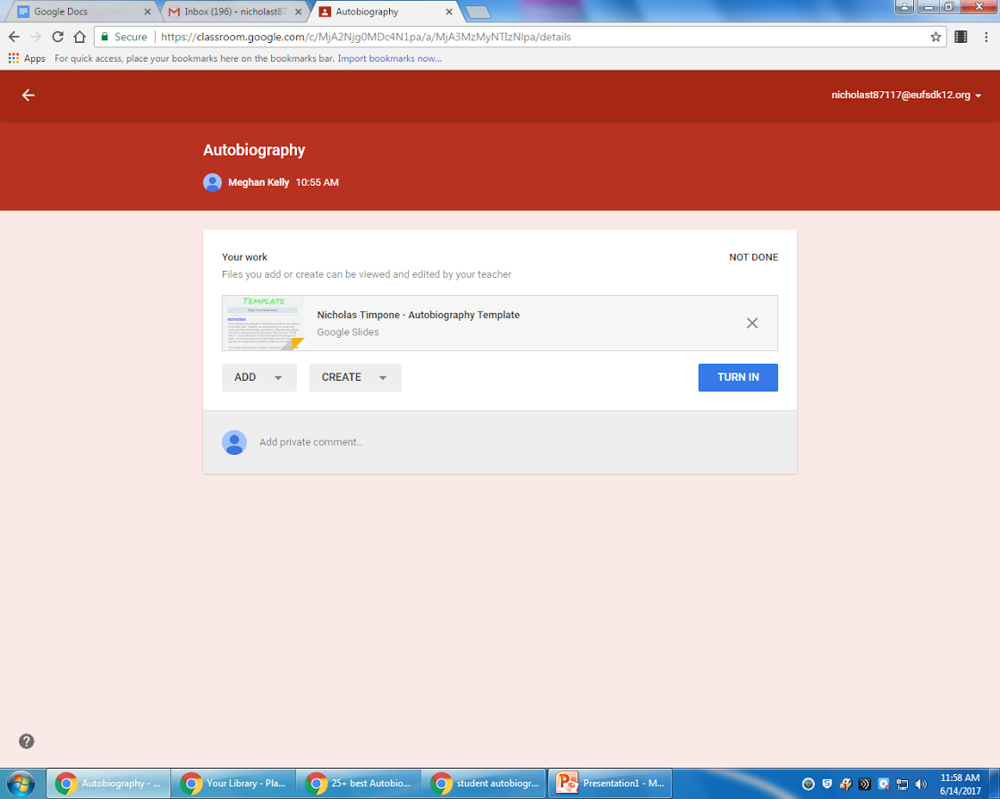 Google Docs
Inbox (196) - nicholast87
Autobiography
Secure
https://classroom.google.com/c/MjA2Njg0MDc4N1pa/a/MjA3MzMyNTIzNlpa/details
Apps
For quick access, place your bookmarks here on the bookmarks bar. Import bookmarks now...
nicholast87117@eufsdk12.org
Autobiography
Meghan Kelly 10:55 AM
Your work
NOT DONE
Files you add or create can be viewed and edited by your teacher
TEMPLATE
Nicholas Timpone - Autobiography Template
Google Slides
ADD
CREATE
TURN IN
Add private comment...
?
Autobiography - ...
Your Library - Pla...
25+ best Autobio...
student autobiogr...
Presentation1 - M...
11:58 AM
6/14/2017